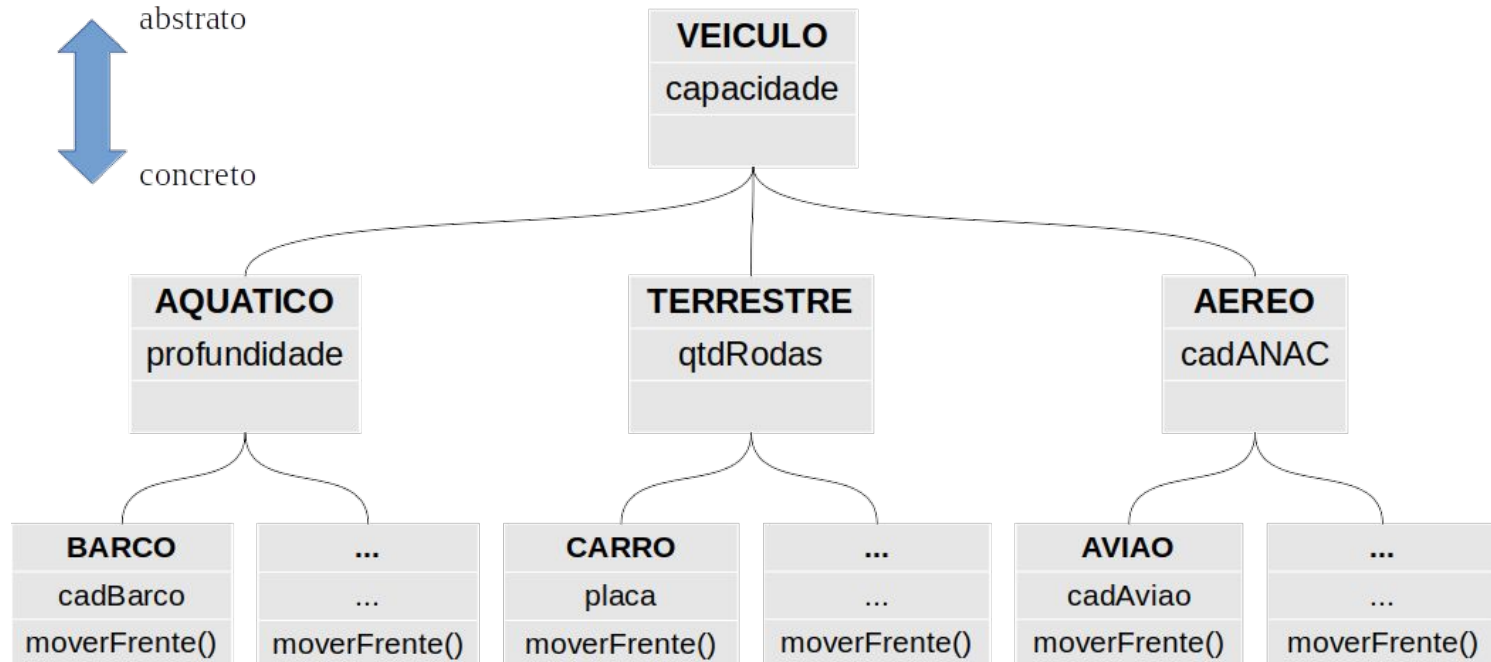 abstrato
concreto
VEICULO
capacidade
AQUATICO
profundidade
TERRESTRE
qtdRodas
AEREO
cadANAC
BARCO
cadBarco
moverFrente()
...
...
moverFrente()
CARRO
placa
moverFrente()
...
...
moverFrente()
AVIAO
cadAviao
moverFrente()
...
...
moverFrente()